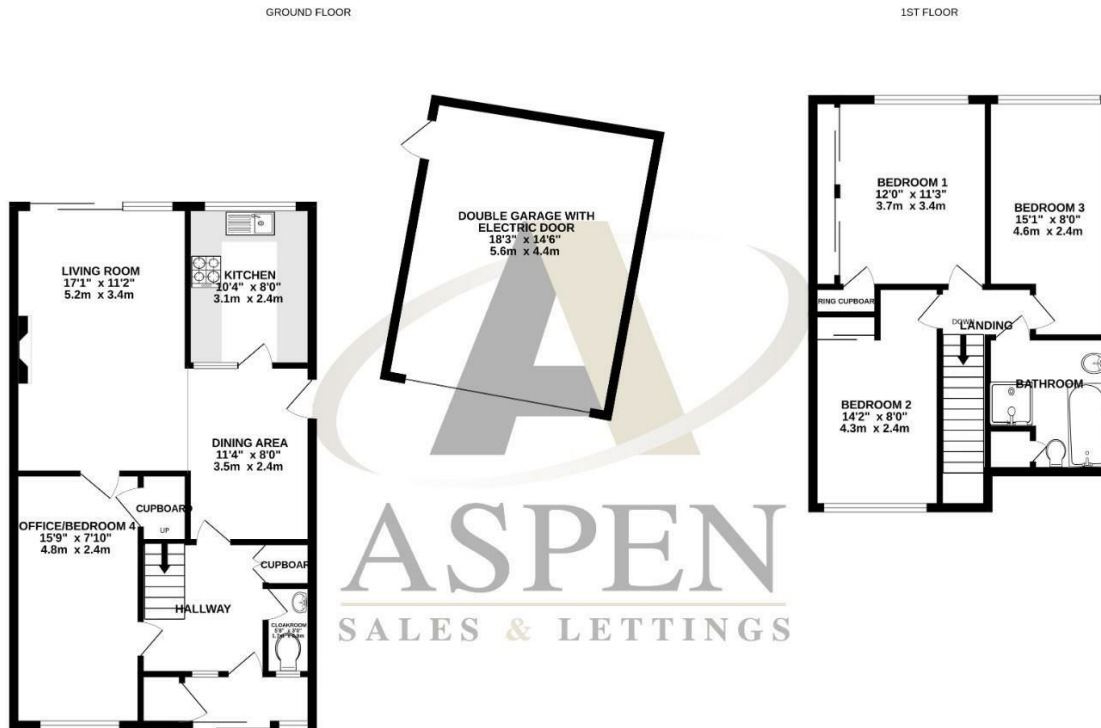 GROUND FLOOR
1ST FLOOR
LIVING ROOM
17'1" x 11'2"
5.2m x 3.4m
KITCHEN
10'4" x 8'0"
3.1m x 2.4m
DINING AREA
11'4" x 8'0"
3.5m x 2.4m
CUPBOARD
UP
OFFICE/BEDROOM 4
15'9" x 7'10"
4.8m x 2.4m
CUPBOAR
HALLWAY
CLOAKROOM
DOUBLE GARAGE WITH
ELECTRIC DOOR
18'3" x 14'6"
5.6m x 4.4m
BEDROOM 1
12'0" x 11'3"
3.7m x 3.4m
BEDROOM 3
15'1" x 8'0"
4.6m x 2.4m
RING CUPBOAR
DOWN
LANDING
BATHROOM
BEDROOM 2
14'2" x 8'0"
4.3m x 2.4m
ASPEN
SALES & LETTINGS